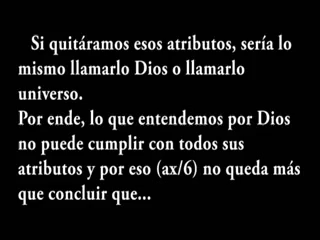 Si quitáramos esos atributos, sería lo
mismo llamarlo Dios o llamarlo
universo.
Por ende, lo que entendemos por Dios
no puede cumplir con todos sus
atributos y por eso (ax/6) no queda más
que concluir que...